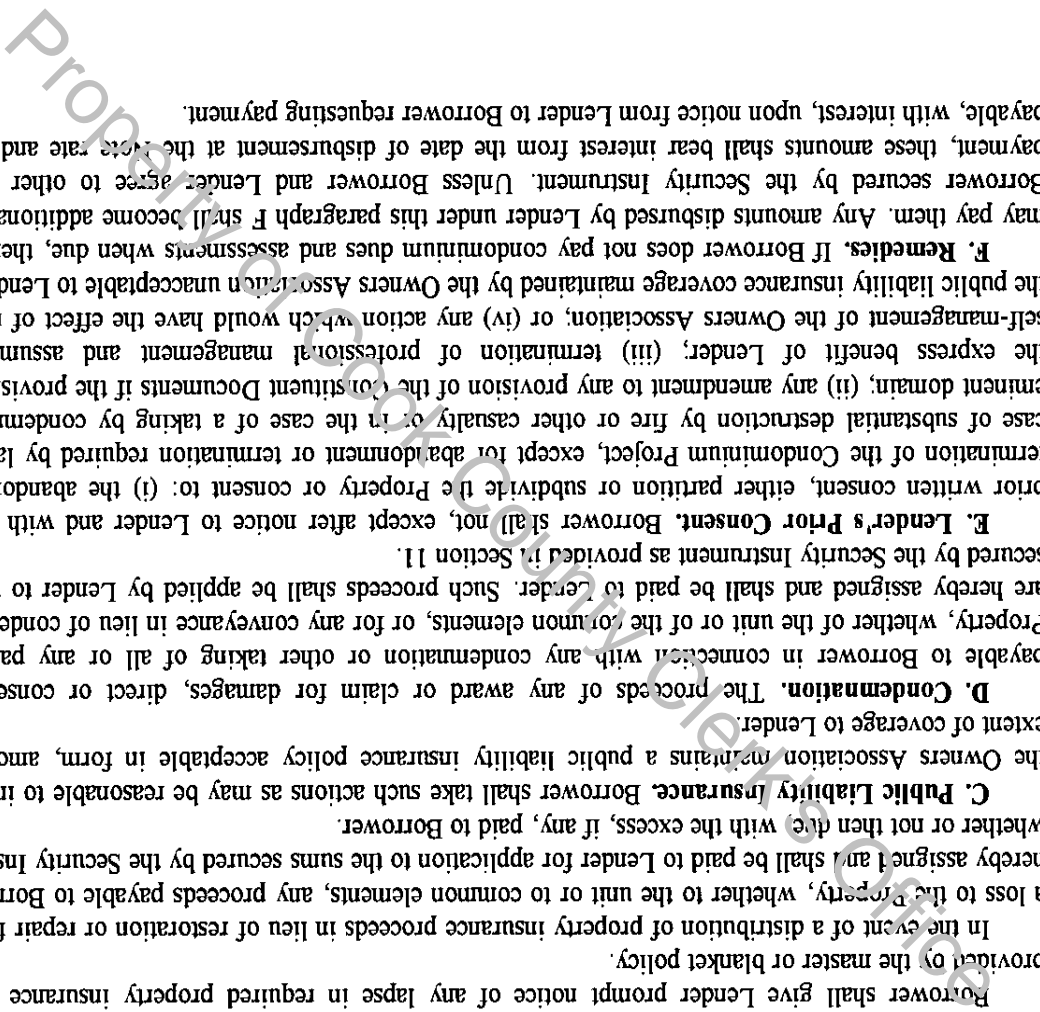 Borrower shall give Lender prompt notice of any lapse in required property insurance
provided by the master or blanket policy.
In the event of a distribution of property insurance proceeds in lieu of restoration or repair f
a loss to the Property, whether to the unit or to common elements, any proceeds payable to Borr
hereby assigned and shall be paid to Lender for application to the sums secured by the Security Ins
whether or not then due, with the excess, if any, paid to Borrower.
C. Public Liability Insurance. Borrower shall take such actions as may be reasonable to in
the Owners Association maintains a public liability insurance policy acceptable in form, amo
extent of coverage to Lender.
D. Condemnation. The proceeds of any award or claim for damages, direct or conse
payable to Borrower in connection with any condemnation or other taking of all or any pa
Property, whether of the unit or of the common elements, or for any conveyance in lieu of conde
are hereby assigned and shall be paid to Lender. Such proceeds shall be applied by Lender to
secured by the Security Instrument as provided in Section 11.
E. Lender's Prior Consent. Borrower shall not, except after notice to Lender and with
prior written consent, either partition or subdivide the Property or consent to: (i) the abandon
termination of the Condominium Project, except for abandonment or termination required by la
case of substantial destruction by fire or other casualty or in the case of a taking by condemn
eminent domain; (ii) any amendment to any provision of the Constituent Documents if the provis
the express benefit of Lender; (iii) termination of professional management and assum
self-management of the Owners Association; or (iv) any action which would have the effect of
the public liability insurance coverage maintained by the Owners Association unacceptable to Lend
F. Remedies. If Borrower does not pay condominium dues and assessments when due, the
may pay them. Any amounts disbursed by Lender under this paragraph F shall become additiona
Borrower secured by the Security Instrument. Unless Borrower and Lender agree to other
payment, these amounts shall bear interest from the date of disbursement at the Note rate and
payable, with interest, upon notice from Lender to Borrower requesting payment.
Property of Cook County Clerk's Office